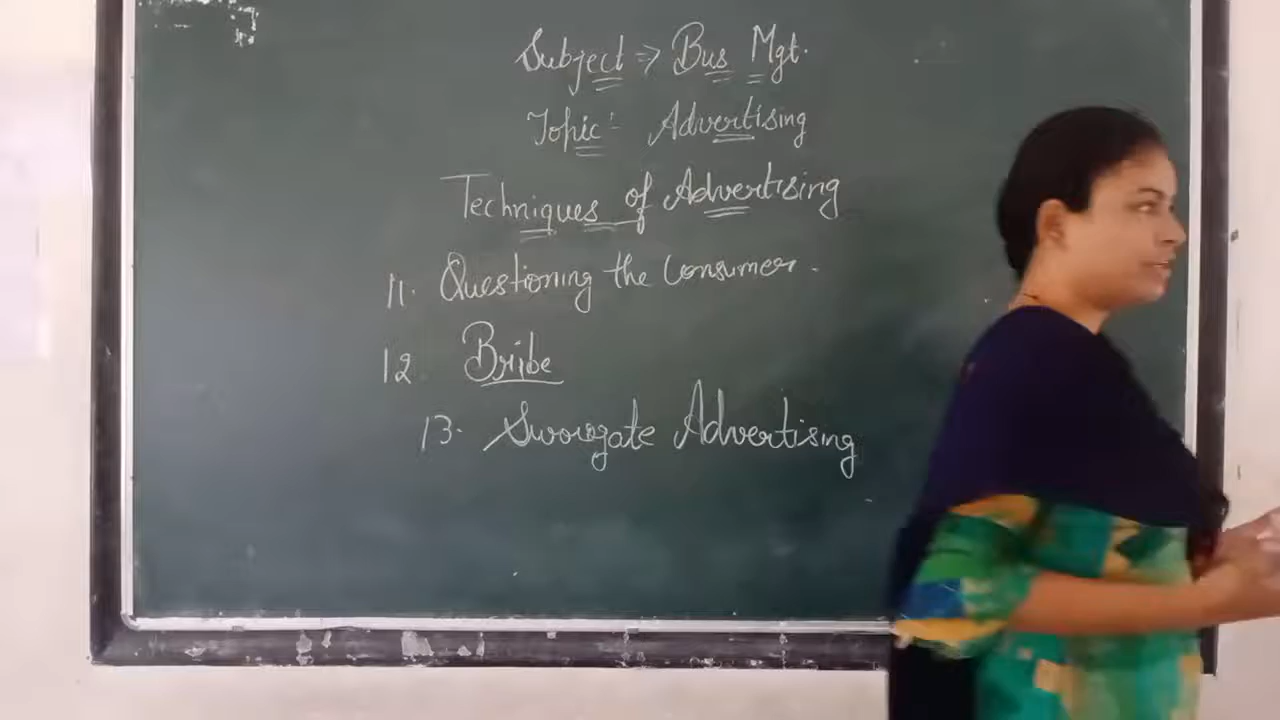 Subject => Bus Mgt.
Topic :- Advertising
Techniques of Advertising
11. Questioning the Consumer.
12 Bribe
13. Surrogate Advertising